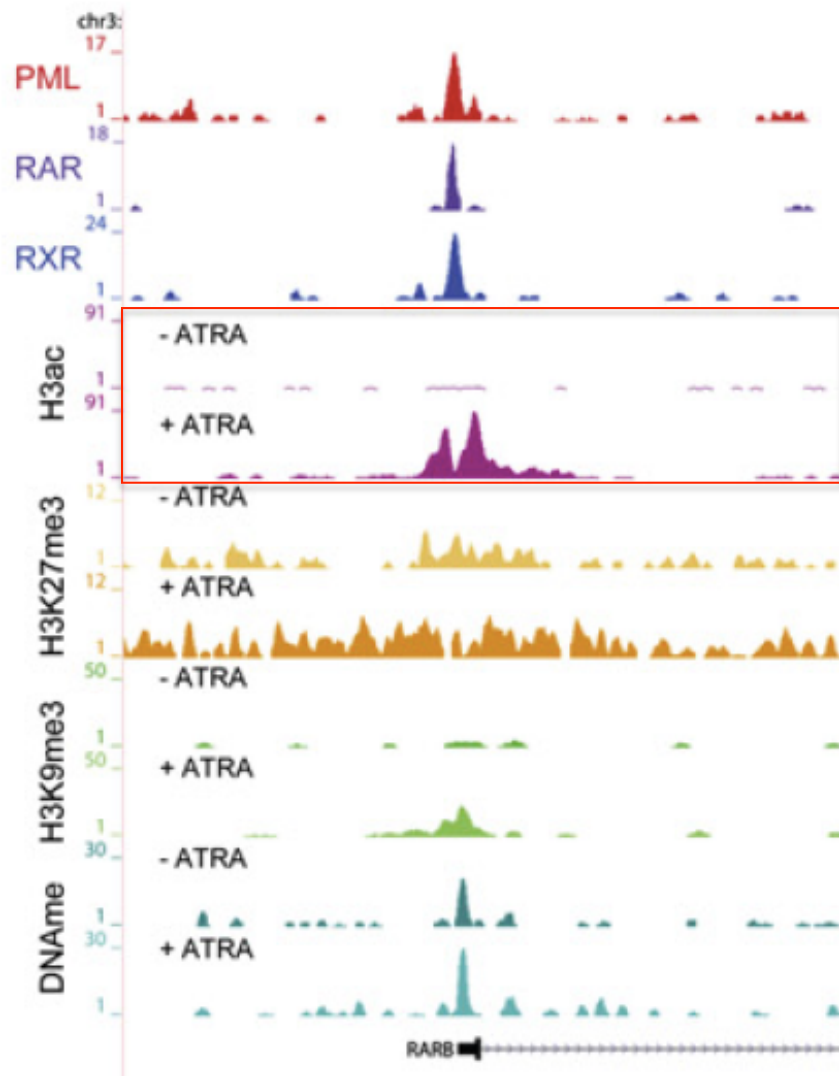 chr3:
17
PML
1
18
RAR
1
24
RXR
1
91
- ATRA
H3ac
1
91
+ ATRA
1
12
- ATRA
H3K27me3
1
12
+ ATRA
1
50
- ATRA
H3K9me3
1
50
+ ATRA
1
30
- ATRA
DNAme
1
30
+ ATRA
1
RARB